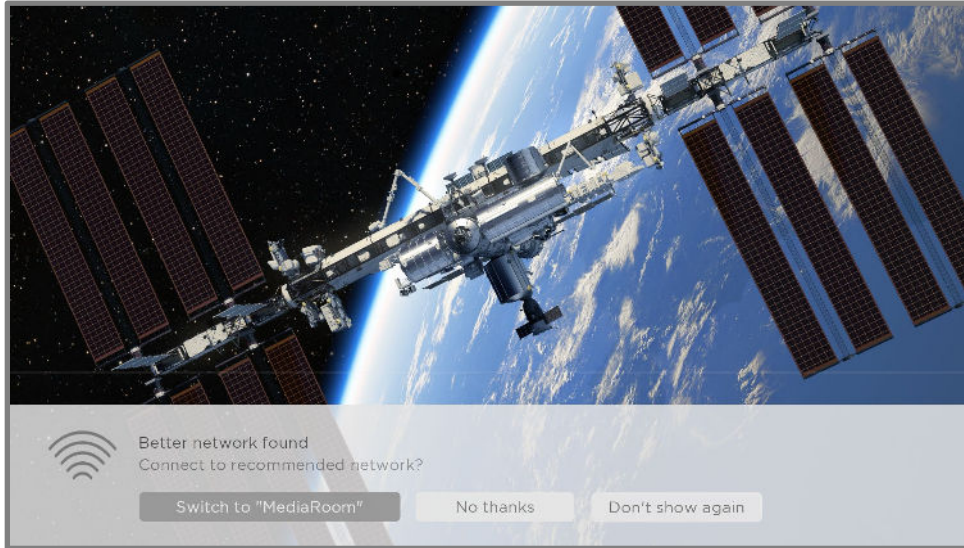 Better network found
Connect to recommended network?
Switch to "MediaRoom" No thanks Don't show again